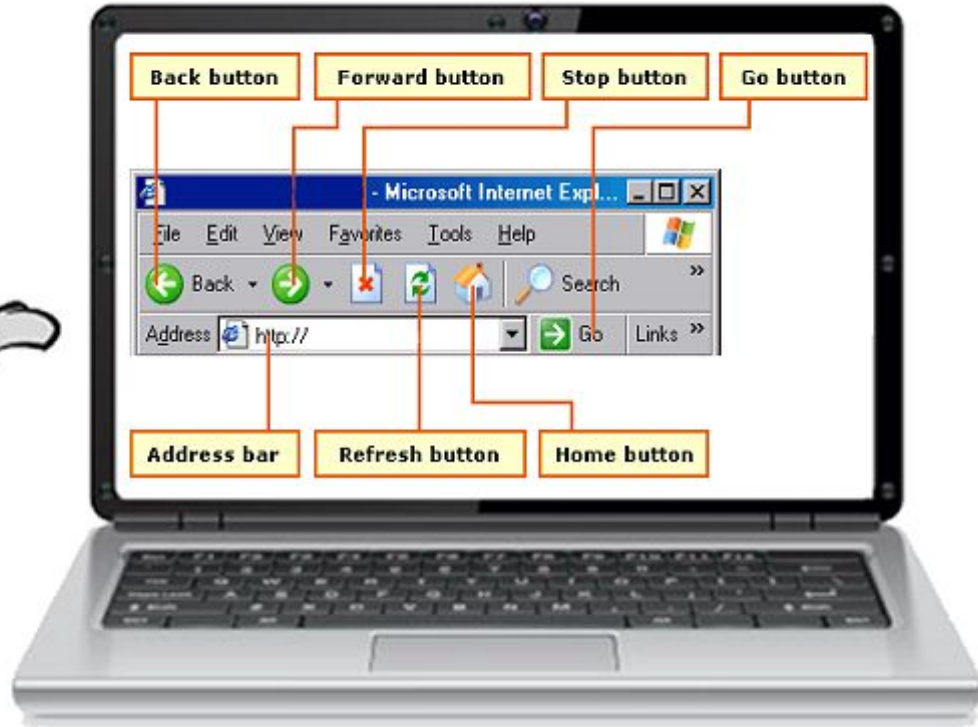 Back button Forward button Stop button Go button
- Microsoft Internet Expl...
File Edit View Favorites Tools Help
Back Search »
Address http:// Go Links »
Address bar Refresh button Home button